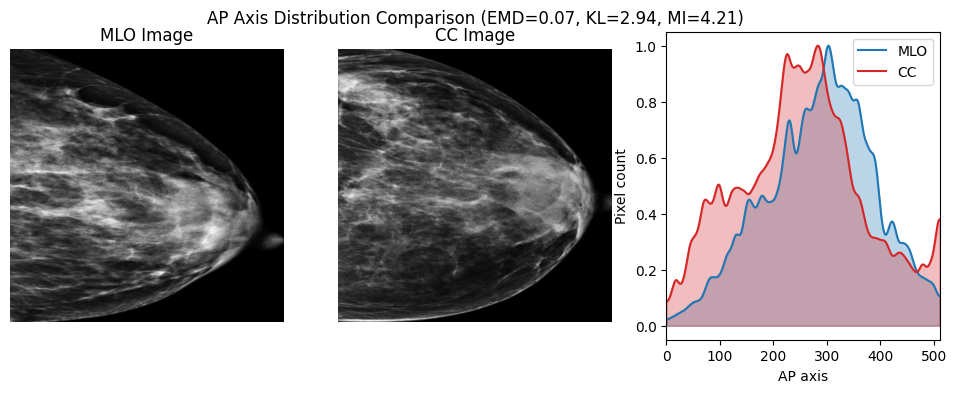 AP Axis Distribution Comparison (EMD=0.07, KL=2.94, MI=4.21)
MLO Image
CC Image
MLO
CC
Pixel count
1.0
0.8
0.6
0.4
0.2
0.0
0 100 200 300 400 500
AP axis